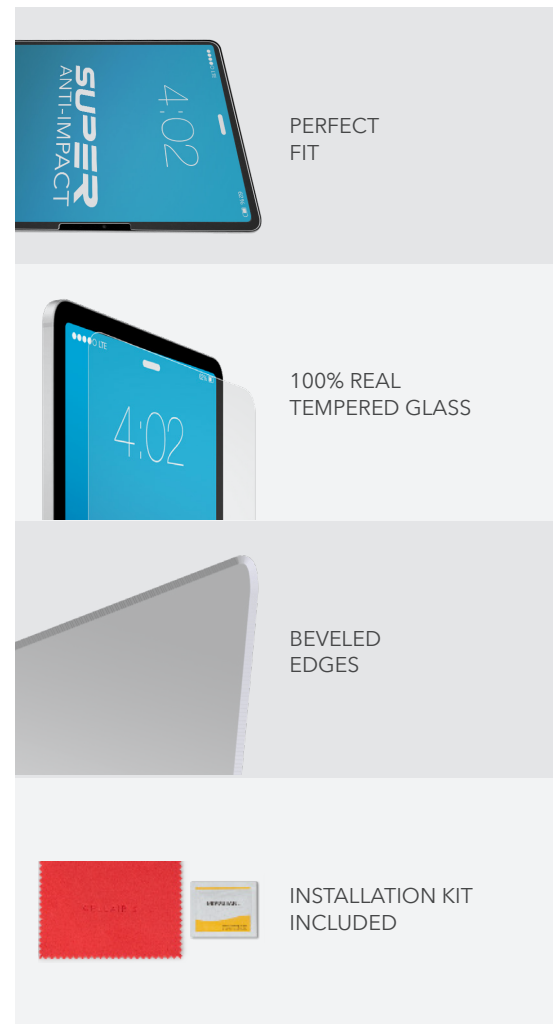 SUPER
ANTI-IMPACT
4:02
LTE
PERFECT
FIT
LTE
4:02
100% REAL
TEMPERED GLASS
BEVELED
EDGES
INSTALLATION KIT
INCLUDED